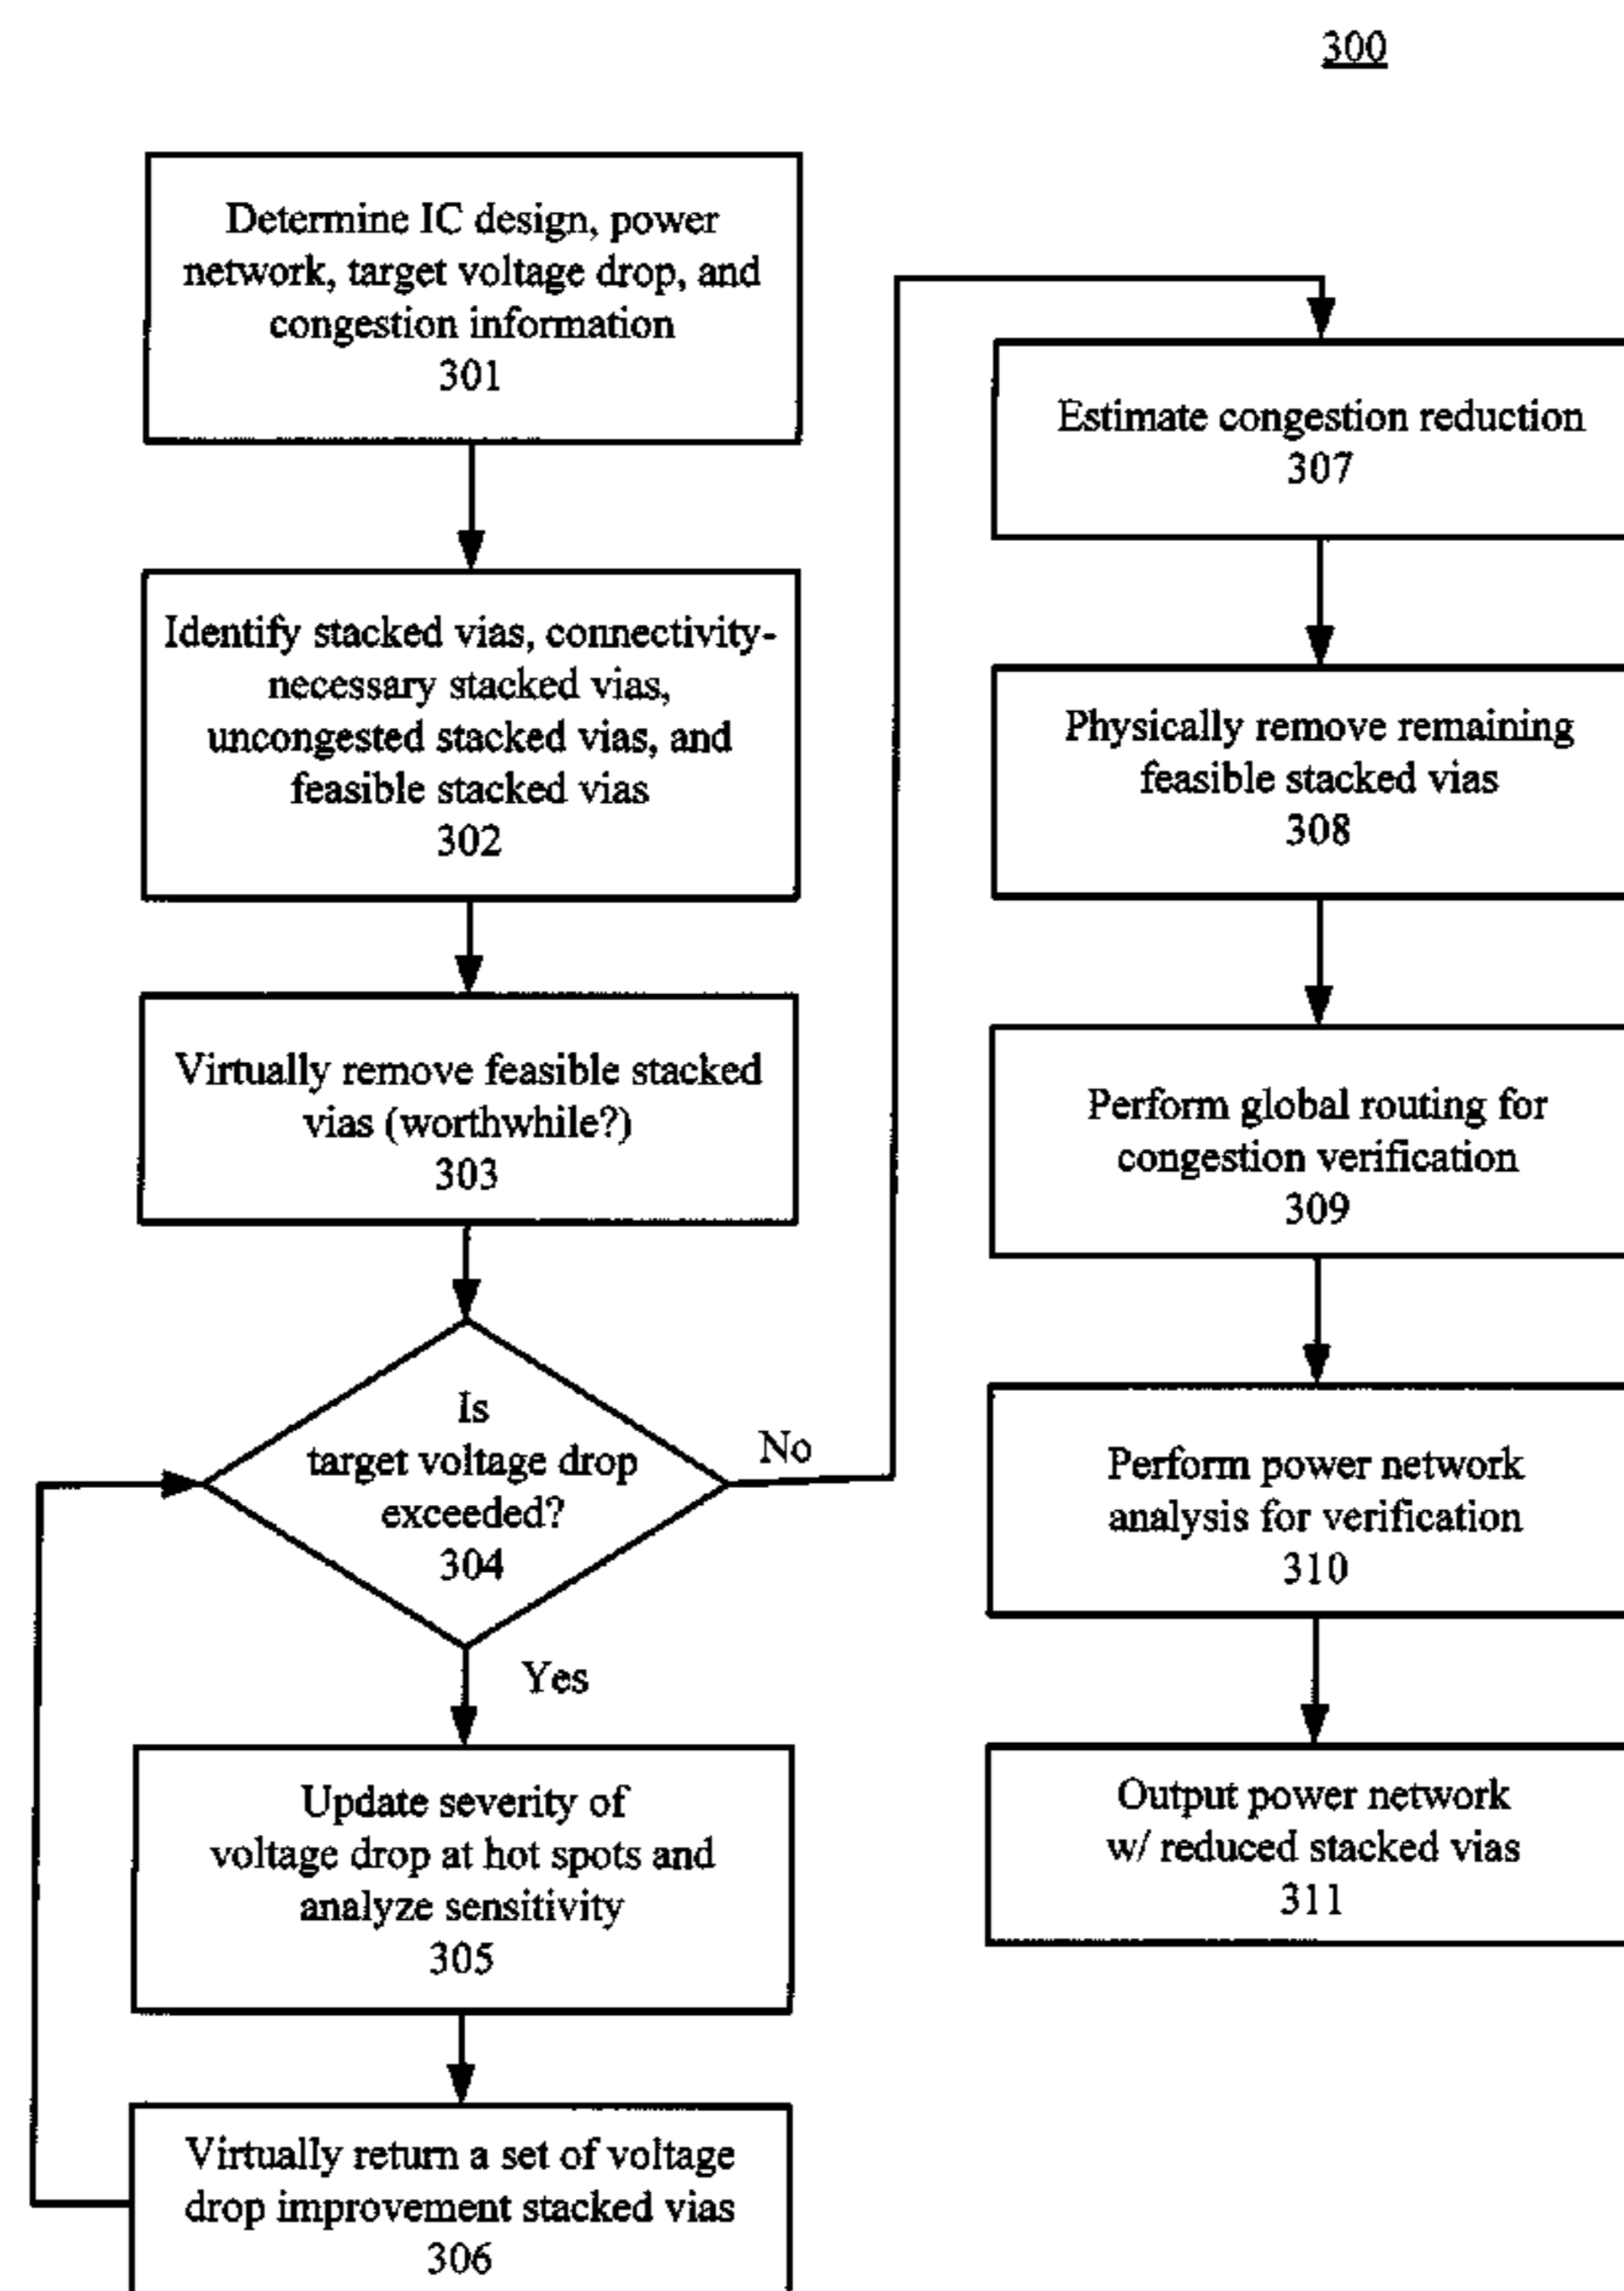 300
Determine IC design, power
network, target voltage drop, and
congestion information
301
Identify stacked vias, connectivity-
necessary stacked vias,
uncongested stacked vias, and
feasible stacked vias
302
Virtually remove feasible stacked
vias (worthwhile?)
303
Is
target voltage drop
exceeded?
304
No
Yes
Update severity of
voltage drop at hot spots and
analyze sensitivity
305
Virtually return a set of voltage
drop improvement stacked vias
306
Estimate congestion reduction
307
Physically remove remaining
feasible stacked vias
308
Perform global routing for
congestion verification
309
Perform power network
analysis for verification
310
Output power network
w/ reduced stacked vias
311